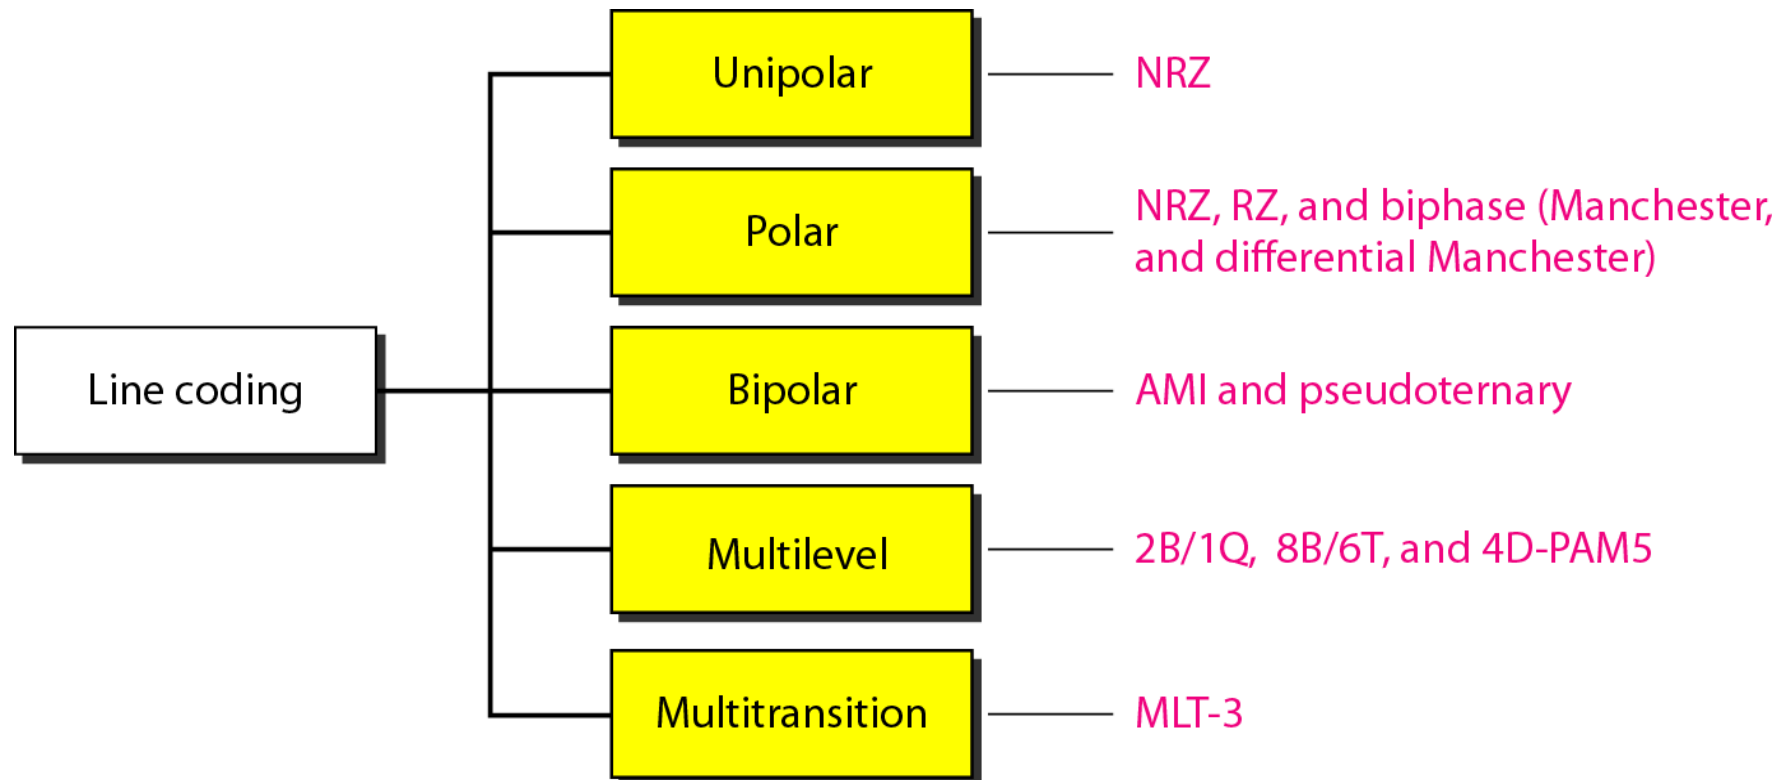 Unipolar
NRZ
Polar
NRZ, RZ, and biphase (Manchester,
and differential Manchester)
Line coding
Bipolar
AMI and pseudoternary
Multilevel
2B/1Q, 8B/6T, and 4D-PAM5
Multitransition
MLT-3